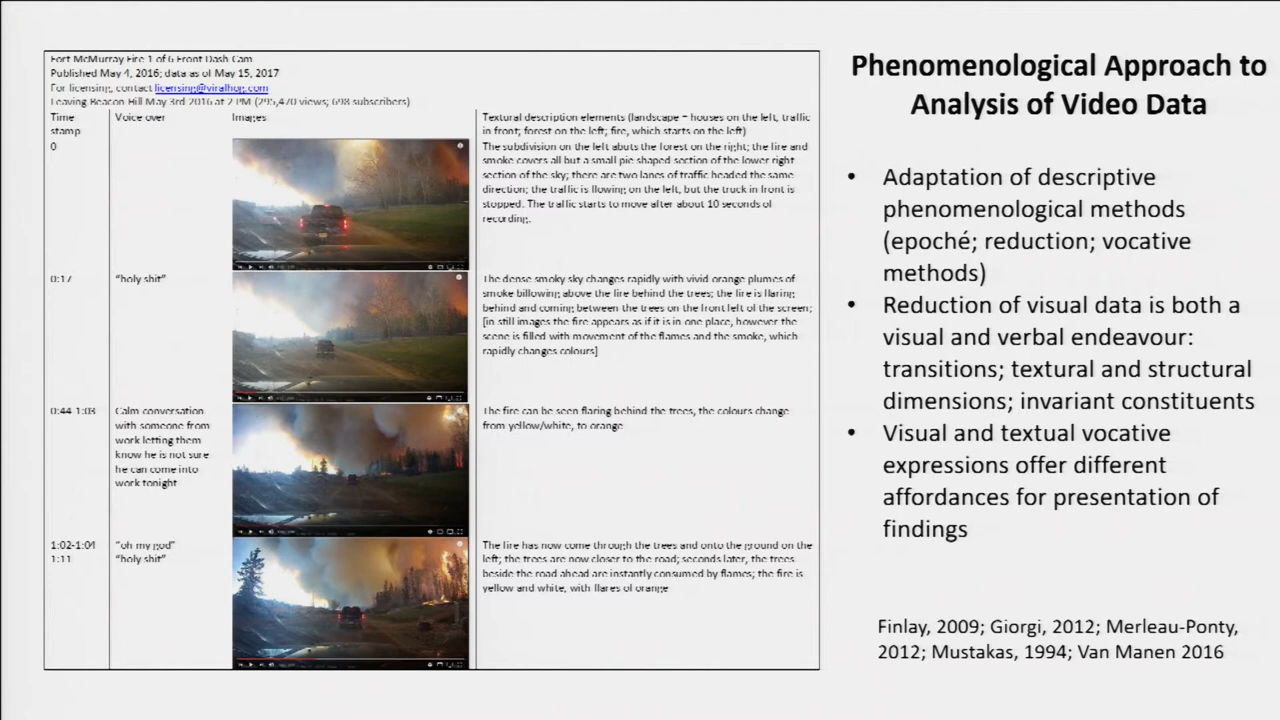 Fort McMurray Fire 1 of 6 Front Dash Cam
Published May 4, 2016; data as of May 15, 2017
For licensing, contact licensing@viralhog.com
Leaving Beacon Hill May 3rd 2016 at 2 PM (295,470 views; 698 subscribers)
Time stamp
Voice over
Images
Textural description elements (landscape – houses on the left, traffic
in front; forest on the left; fire, which starts on the left)
0
The subdivision on the left abuts the forest on the right; the fire and
smoke covers all but a small pie shaped section of the lower right
section of the sky; there are two lanes of traffic headed the same
direction; the traffic is flowing on the left, but the truck in front is
stopped. The traffic starts to move after about 10 seconds of
recording.
0:17
“holy shit”
The dense smoky sky changes rapidly with vivid orange plumes of
smoke billowing above the fire behind the trees; the fire is flaring
behind and coming between the trees on the front left of the screen;
[in still images the fire appears as if it is in one place, however the
scene is filled with movement of the flames and the smoke, which
rapidly changes colours]
0:44-1:03
Calm conversation
with someone from
work letting them
know he is not sure
he can come into
work tonight
The fire can be seen flaring behind the trees, the colours change
from yellow/white, to orange
1:02-1:04
“oh my god”
1:11
“holy shit”
The fire has now come through the trees and onto the ground on the
left; the trees are now closer to the road; seconds later, the trees
beside the road ahead are instantly consumed by flames; the fire is
yellow and white, with flares of orange
Phenomenological Approach to
Analysis of Video Data
• Adaptation of descriptive
phenomenological methods
(epoché; reduction; vocative
methods)
• Reduction of visual data is both a
visual and verbal endeavour:
transitions; textural and structural
dimensions; invariant constituents
• Visual and textual vocative
expressions offer different
affordances for presentation of
findings
Finlay, 2009; Giorgi, 2012; Merleau-Ponty,
2012; Mustakas, 1994; Van Manen 2016